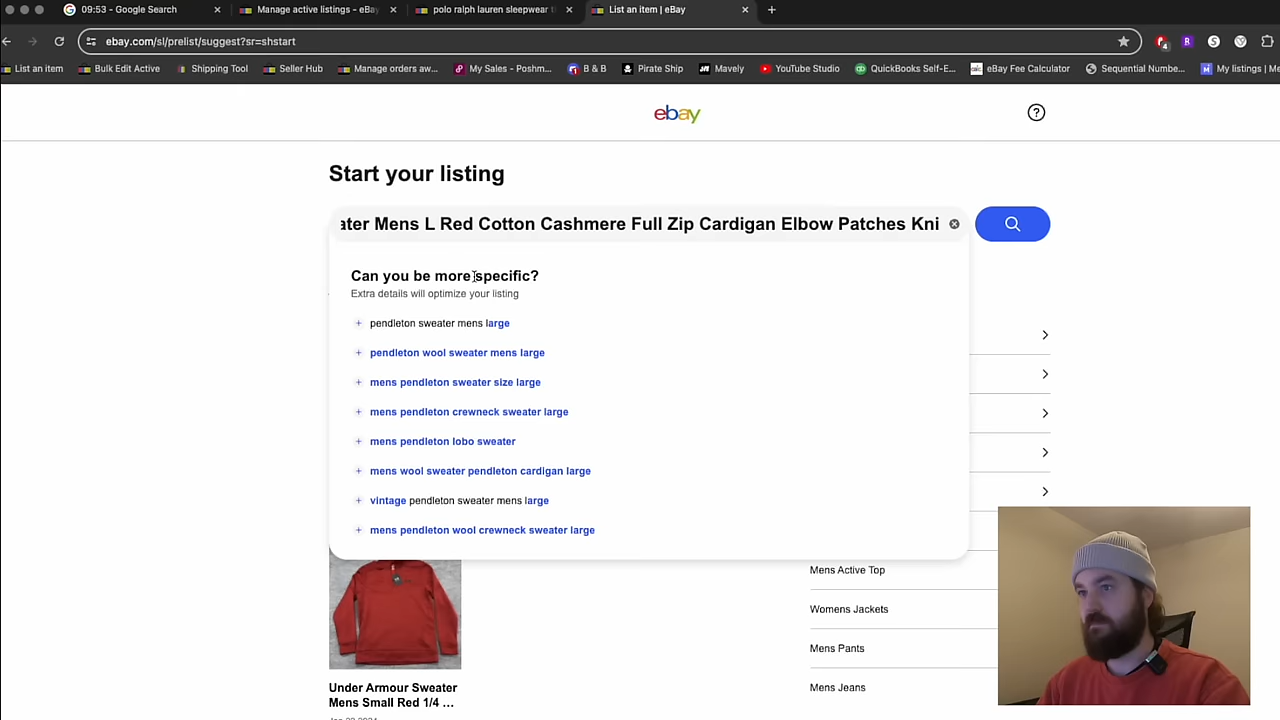 09:53 - Google Search
Manage active listings - eBay
polo ralph lauren sleepwear t
List an item | eBay
ebay.com/sl/prelist/suggest?sr=shstart
List an item
Bulk Edit Active
Shipping Tool
Seller Hub
Manage orders aw...
My Sales - Poshm...
B & B
Pirate Ship
Mavely
YouTube Studio
QuickBooks Self-E...
eBay Fee Calculator
Sequential Numbe...
My listings | Me
ebay
Start your listing
ater Mens L Red Cotton Cashmere Full Zip Cardigan Elbow Patches Kni
Can you be more specific?
Extra details will optimize your listing
+ pendleton sweater mens large
+ pendleton wool sweater mens large
+ mens pendleton sweater size large
+ mens pendleton crewneck sweater large
+ mens pendleton lobo sweater
+ mens wool sweater pendleton cardigan large
+ vintage pendleton sweater mens large
+ mens pendleton wool crewneck sweater large
Mens Active Top
Womens Jackets
Mens Pants
Mens Jeans
Under Armour Sweater
Mens Small Red 1/4 ...